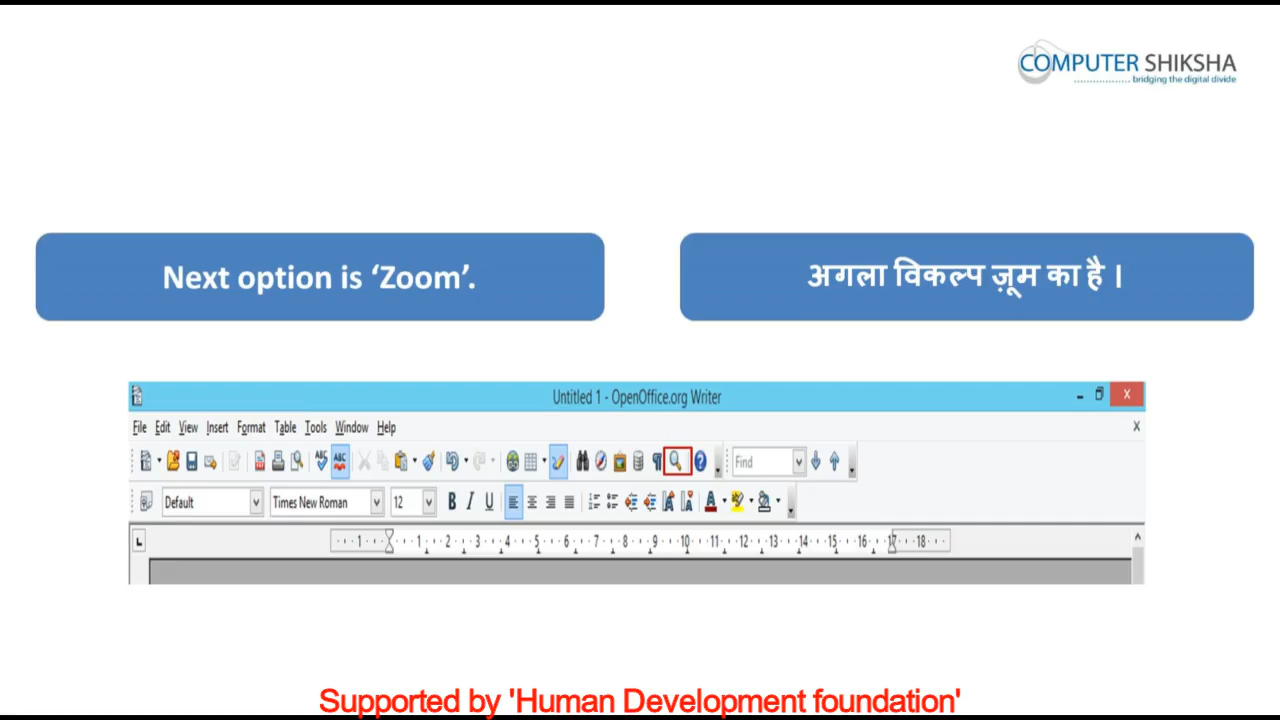 COMPUTER SHIKSHA
bridging the digital divide
Next option is ‘Zoom’.
अगला विकल्प ज़ूम का है ।
Untitled 1 - OpenOffice.org Writer
File Edit View Insert Format Table Tools Window Help
Find
Default Times New Roman 12 B I U
1 1 2 3 4 5 6 7 8 9 10 11 12 13 14 15 16 17 18
Supported by 'Human Development foundation'